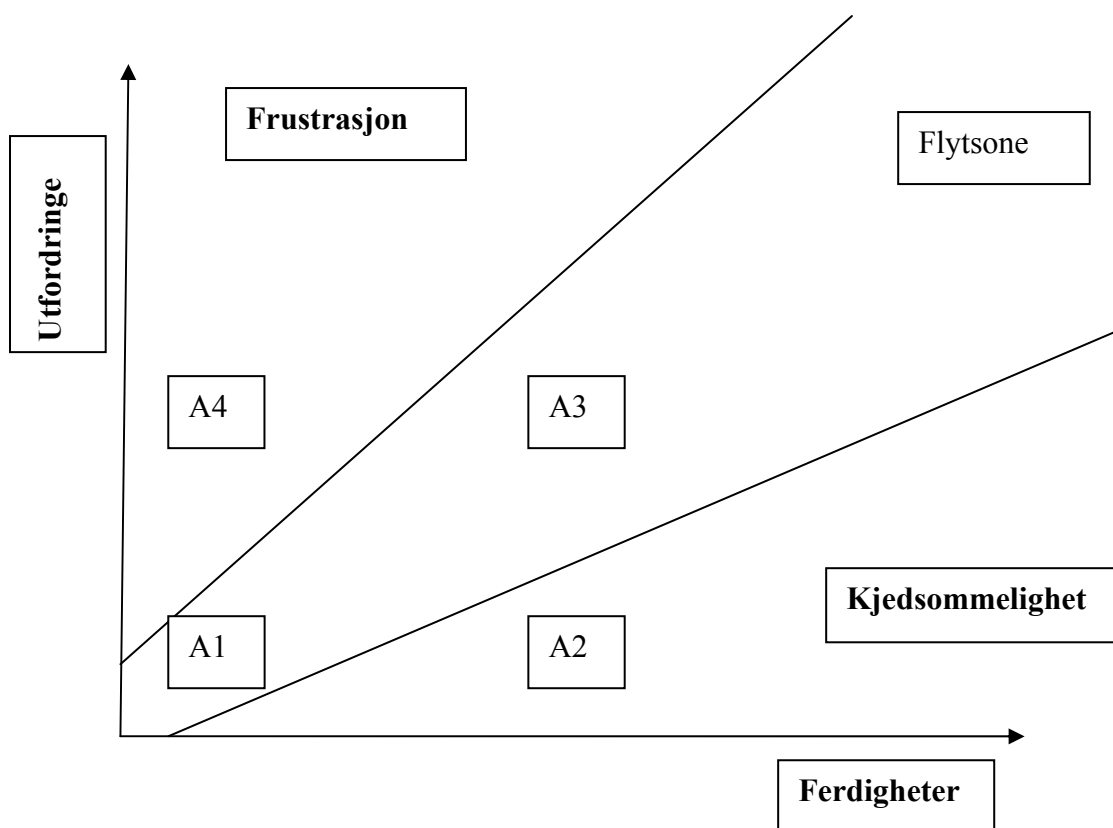 Frustrasjon
Flytsone
Utfordringe
A4
A3
Kjedsommelighet
A1
A2
Ferdigheter